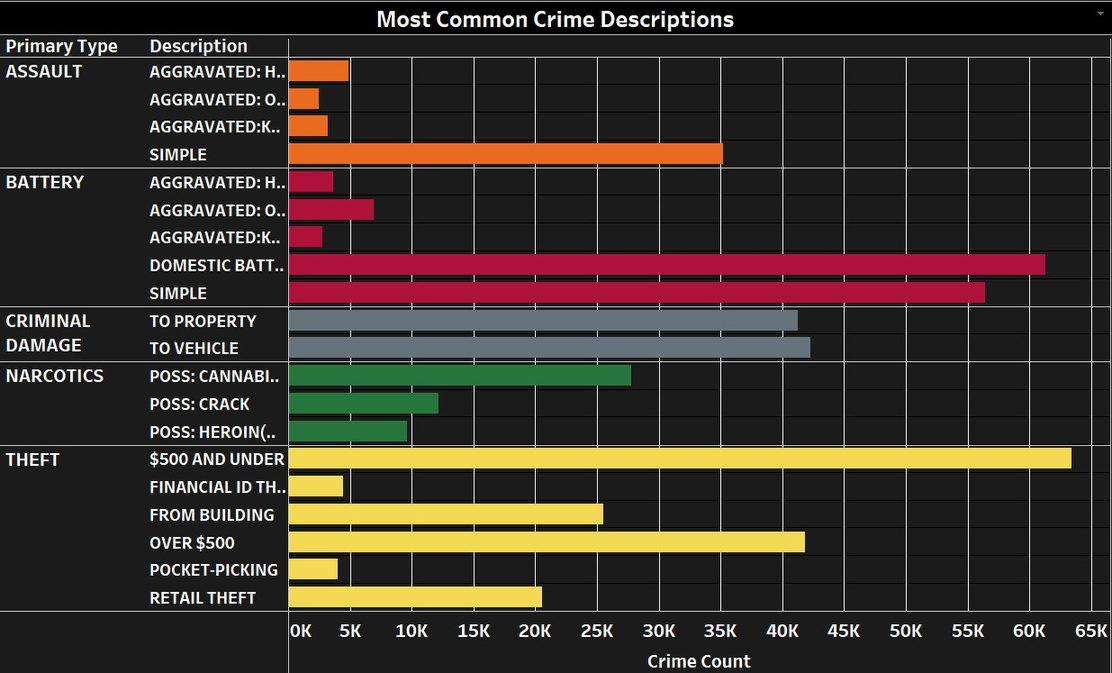 Most Common Crime Descriptions
Primary Type Description
ASSAULT AGGRAVATED: H..
AGGRAVATED: O..
AGGRAVATED:K..
SIMPLE
BATTERY AGGRAVATED: H..
AGGRAVATED: O..
AGGRAVATED:K..
DOMESTIC BATT..
SIMPLE
CRIMINAL DAMAGE TO PROPERTY
TO VEHICLE
NARCOTICS POSS: CANNABI..
POSS: CRACK
POSS: HEROIN(..
THEFT $500 AND UNDER
FINANCIAL ID TH..
FROM BUILDING
OVER $500
POCKET-PICKING
RETAIL THEFT
0K 5K 10K 15K 20K 25K 30K 35K 40K 45K 50K 55K 60K 65K
Crime Count